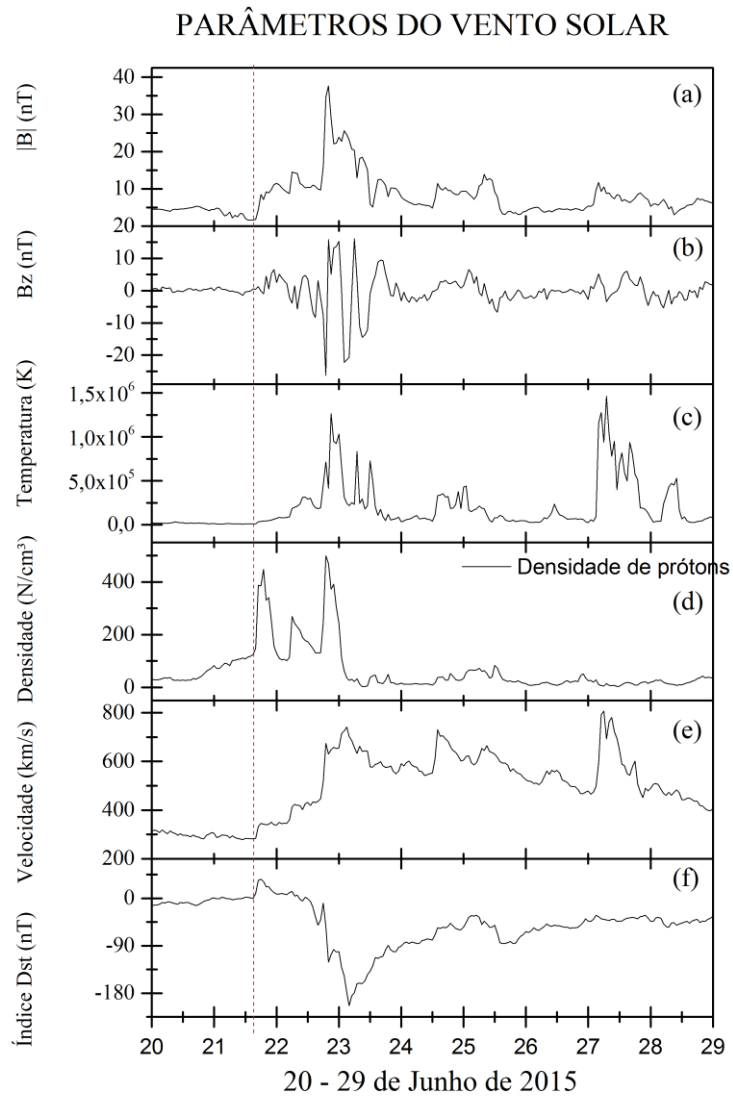 PARÂMETROS DO VENTO SOLAR
|B| (nT)
40
30
20
10
20
(a)
Bz (nT)
10
0
-10
-20
(b)
Temperatura (K)
1,5x10⁶
1,0x10⁶
5,0x10⁵
0,0
(c)
Densidade (N/cm³)
400
200
0
Densidade de prótons
(d)
Velocidade (km/s)
800
600
400
200
(e)
Índice Dst (nT)
0
-90
-180
(f)
20 21 22 23 24 25 26 27 28 29
20 - 29 de Junho de 2015